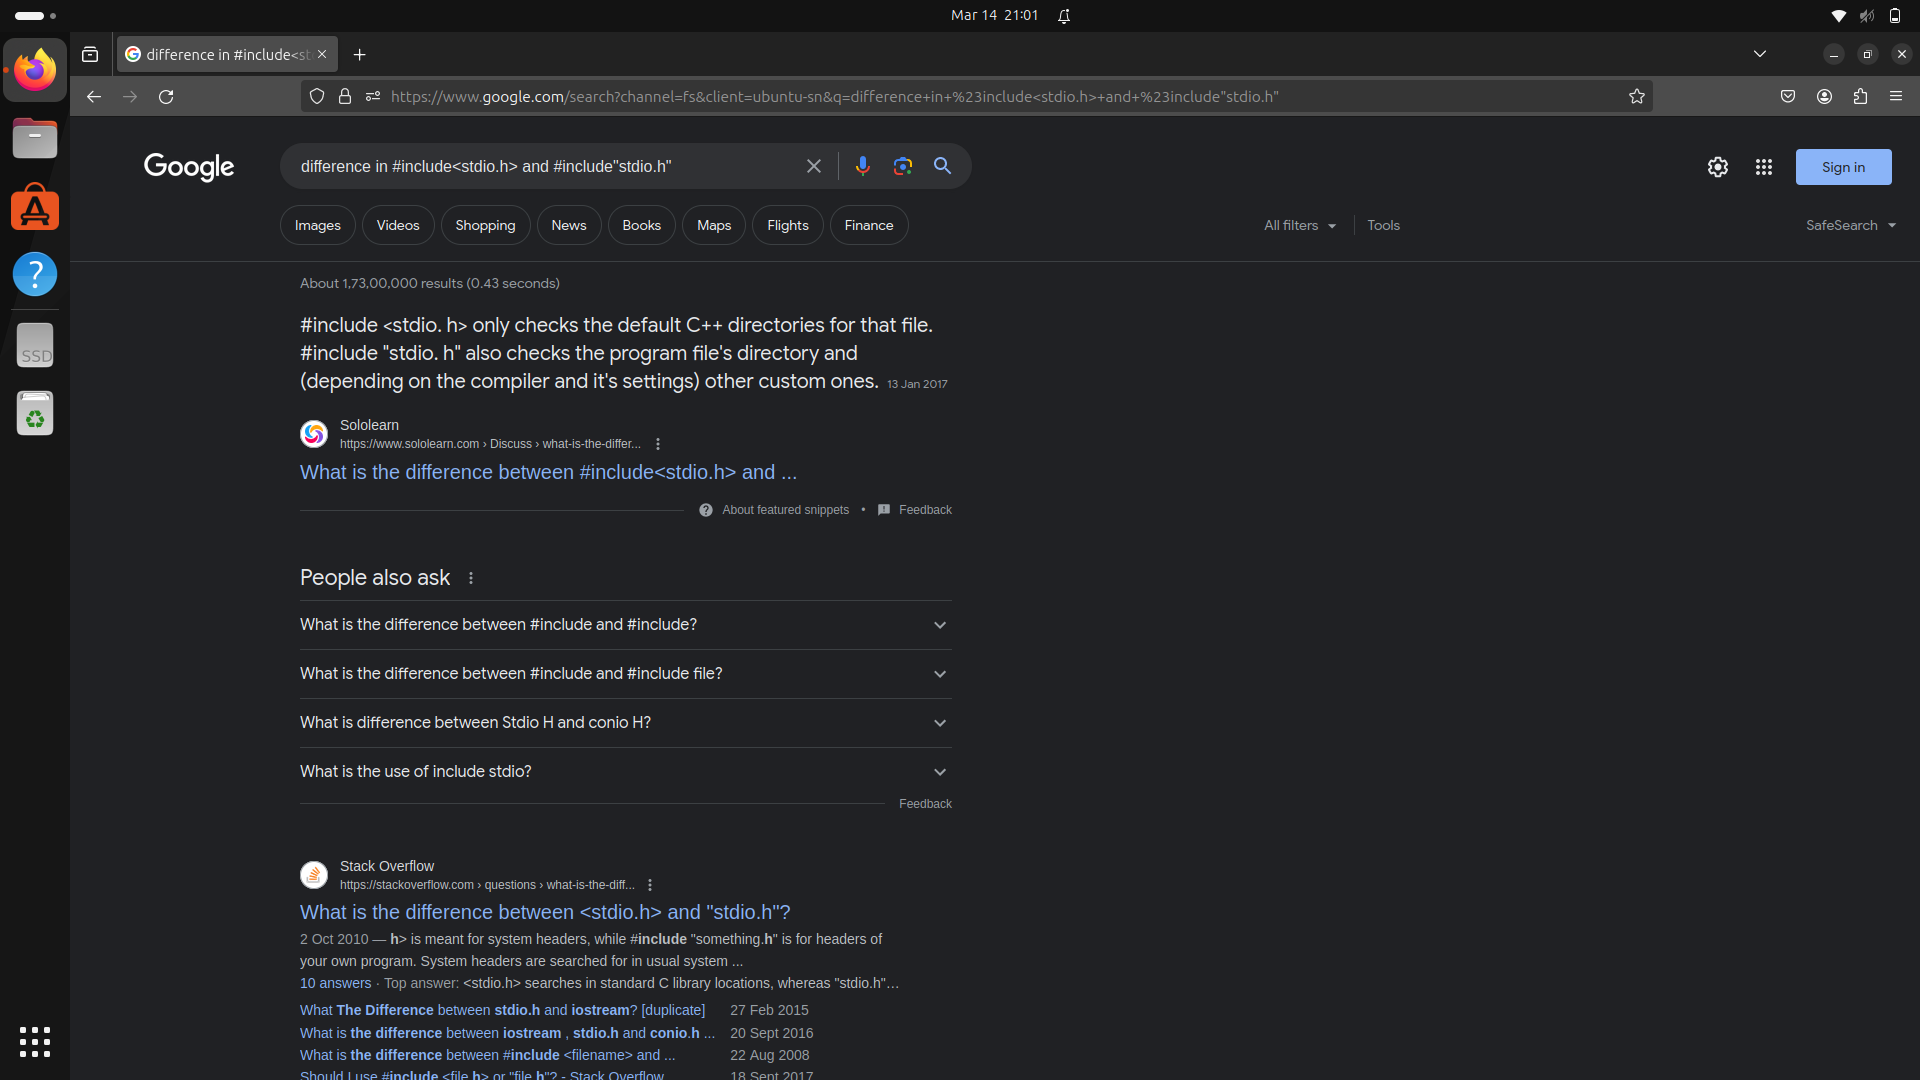 Mar 14 21:01
difference in #include<st
https://www.google.com/search?channel=fs&client=ubuntu-sn&q=difference+in+%23include<stdio.h>+and+%23include"stdio.h"
Google
difference in #include<stdio.h> and #include"stdio.h"
Sign in
Images
Videos
Shopping
News
Books
Maps
Flights
Finance
All filters
Tools
SafeSearch
About 1,73,00,000 results (0.43 seconds)
#include <stdio. h> only checks the default C++ directories for that file.
#include "stdio. h" also checks the program file's directory and
(depending on the compiler and it's settings) other custom ones. 13 Jan 2017
Sololearn
https://www.sololearn.com › Discuss › what-is-the-differ...
What is the difference between #include<stdio.h> and ...
About featured snippets • Feedback
People also ask
What is the difference between #include and #include?
What is the difference between #include and #include file?
What is difference between Stdio H and conio H?
What is the use of include stdio?
Feedback
Stack Overflow
https://stackoverflow.com › questions › what-is-the-diff...
What is the difference between <stdio.h> and "stdio.h"?
2 Oct 2010 — h> is meant for system headers, while #include "something.h" is for headers of
your own program. System headers are searched for in usual system ...
10 answers · Top answer: <stdio.h> searches in standard C library locations, whereas "stdio.h"…
What The Difference between stdio.h and iostream? [duplicate] 27 Feb 2015
What is the difference between iostream , stdio.h and conio.h ... 20 Sept 2016
What is the difference between #include <filename> and ... 22 Aug 2008
Should I use #include <file.h> or "file.h"? - Stack Overflow 18 Sept 2017
SSD